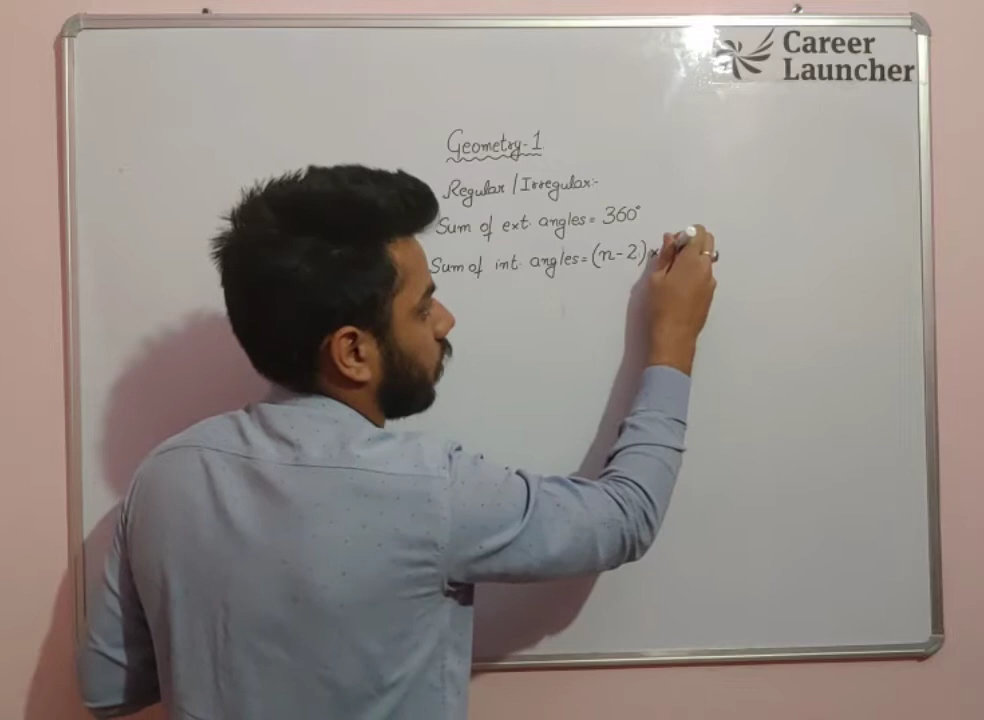 Career
Launcher
Geometry-1
Regular / Irregular:-
Sum of ext. angles = 360°
Sum of int. angles = (n-2)×